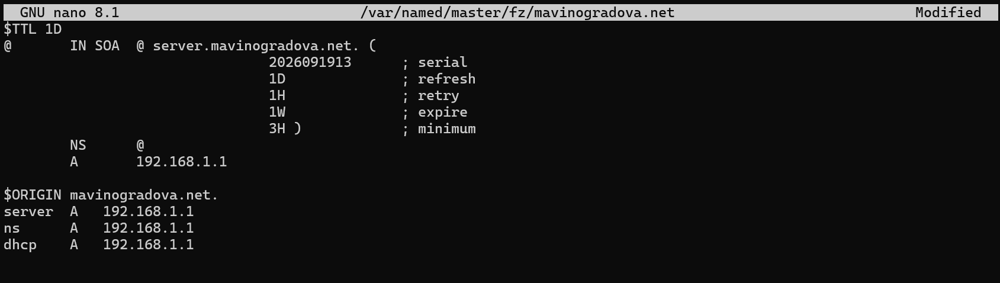 GNU nano 8.1 /var/named/master/fz/mavinogradova.net Modified
$TTL 1D
@ IN SOA @ server.mavinogradova.net. (
2026091913 ; serial
1D ; refresh
1H ; retry
1W ; expire
3H ) ; minimum
NS @
A 192.168.1.1
$ORIGIN mavinogradova.net.
server A 192.168.1.1
ns A 192.168.1.1
dhcp A 192.168.1.1